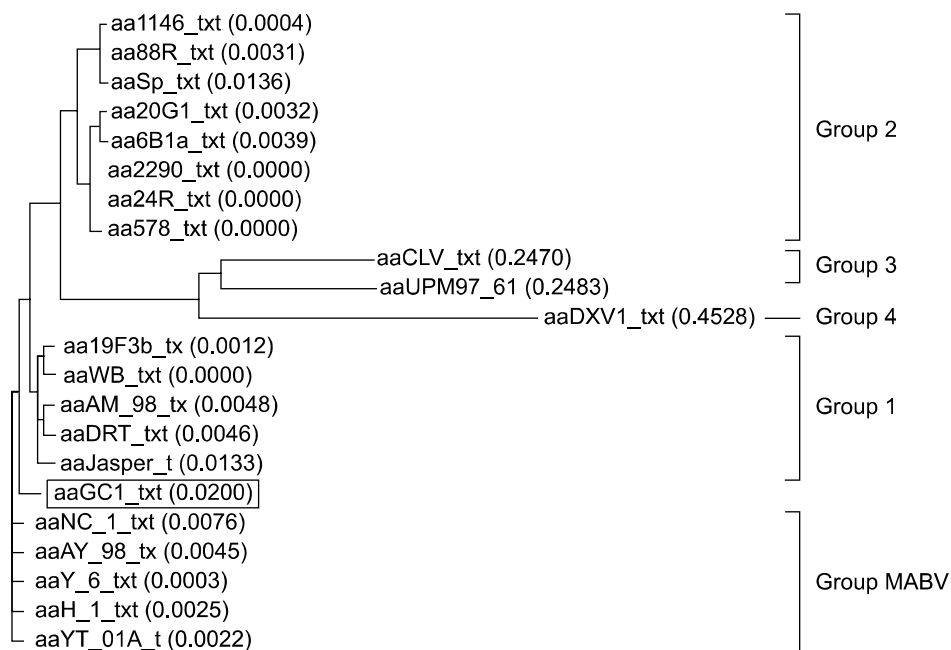 aa1146_txt (0.0004)
aa88R_txt (0.0031)
aaSp_txt (0.0136)
aa20G1_txt (0.0032)
aa6B1a_txt (0.0039)
aa2290_txt (0.0000)
aa24R_txt (0.0000)
aa578_txt (0.0000)
Group 2
aaCLV_txt (0.2470)
aaUPM97_61 (0.2483)
Group 3
aaDXV1_txt (0.4528)
Group 4
aa19F3b_tx (0.0012)
aaWB_txt (0.0000)
aaAM_98_tx (0.0048)
aaDRT_txt (0.0046)
aaJasper_t (0.0133)
Group 1
aaGC1_txt (0.0200)
aaNC_1_txt (0.0076)
aaAY_98_tx (0.0045)
aaY_6_txt (0.0003)
aaH_1_txt (0.0025)
aaYT_01A_t (0.0022)
Group MABV